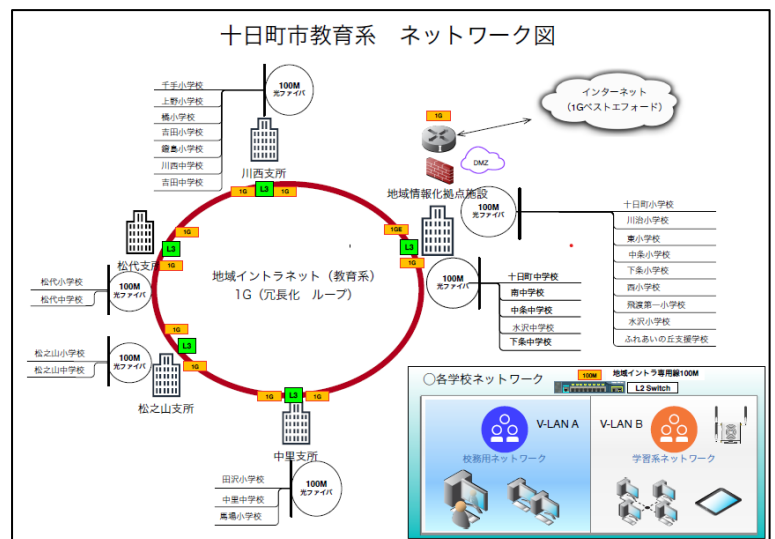 十日町市教育系　ネットワーク図
千手小学校
上野小学校
橘小学校
吉田小学校
鐙島小学校
川西中学校
吉田中学校
100M
光ファイバ
川西支所
1G
L3
1G
1G
インターネット
（1Gベストエフォード）
DMZ
地域情報化拠点施設
1GE
L3
1G
100M
光ファイバ
十日町小学校
川治小学校
東小学校
中条小学校
下条小学校
西小学校
飛渡第一小学校
水沢小学校
ふれあいの丘支援学校
100M
光ファイバ
十日町中学校
南中学校
中条中学校
水沢中学校
下条中学校
地域イントラネット（教育系）
1G（冗長化　ループ）
松代支所
1G
L3
1G
松代小学校
松代中学校
100M
光ファイバ
松之山小学校
松之山中学校
100M
光ファイバ
1G
L3
1G
松之山支所
1G
L3
1G
中里支所
田沢小学校
中里中学校
馬場小学校
100M
光ファイバ
○各学校ネットワーク
100M
地域イントラ専用線100M
L2 Switch
V-LAN A
校務用ネットワーク
V-LAN B
学習系ネットワーク